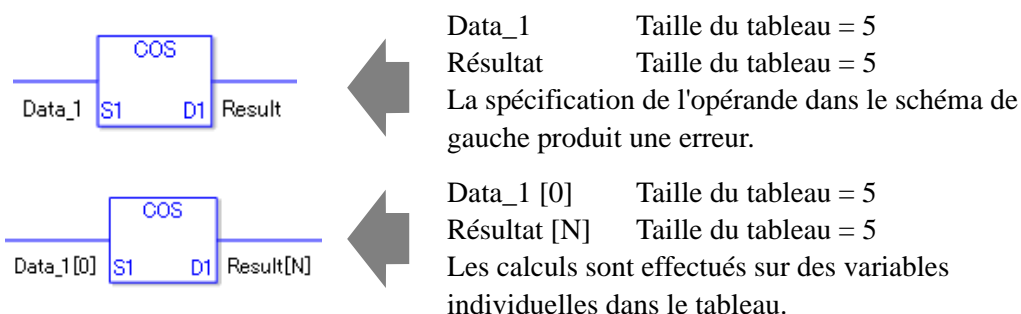 COS
Data_1 S1 D1 Result
Data_1 Taille du tableau = 5
Résultat Taille du tableau = 5
La spécification de l'opérande dans le schéma de
gauche produit une erreur.
COS
Data_1[0] S1 D1 Result[N]
Data_1 [0] Taille du tableau = 5
Résultat [N] Taille du tableau = 5
Les calculs sont effectués sur des variables
individuelles dans le tableau.